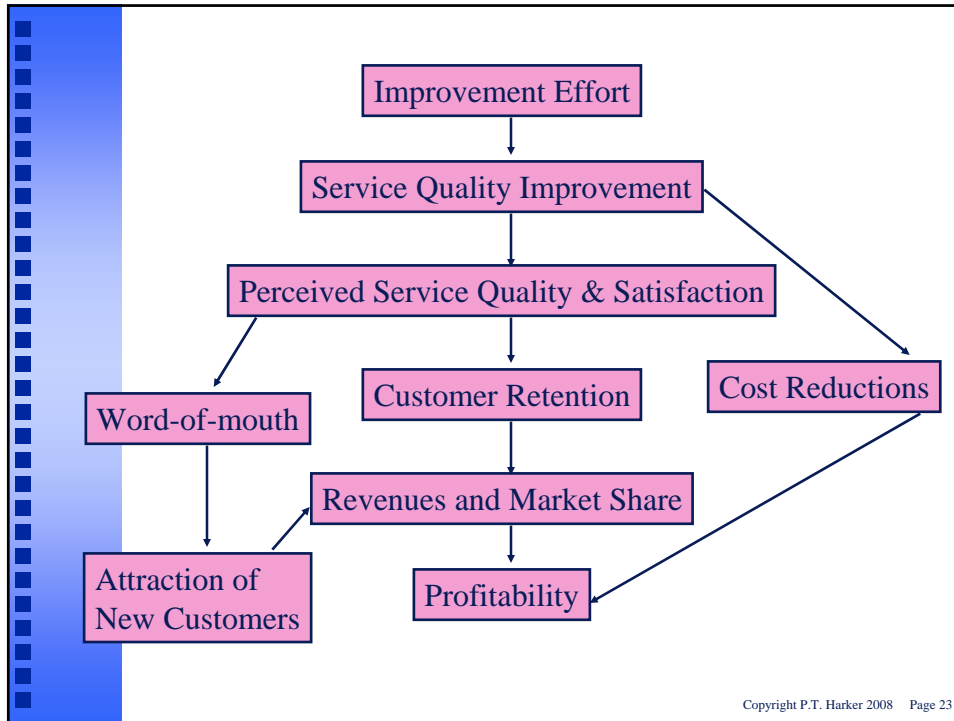 Improvement Effort
Service Quality Improvement
Perceived Service Quality & Satisfaction
Word-of-mouth
Customer Retention
Cost Reductions
Revenues and Market Share
Attraction of
New Customers
Profitability
Copyright P.T. Harker 2008 Page 23